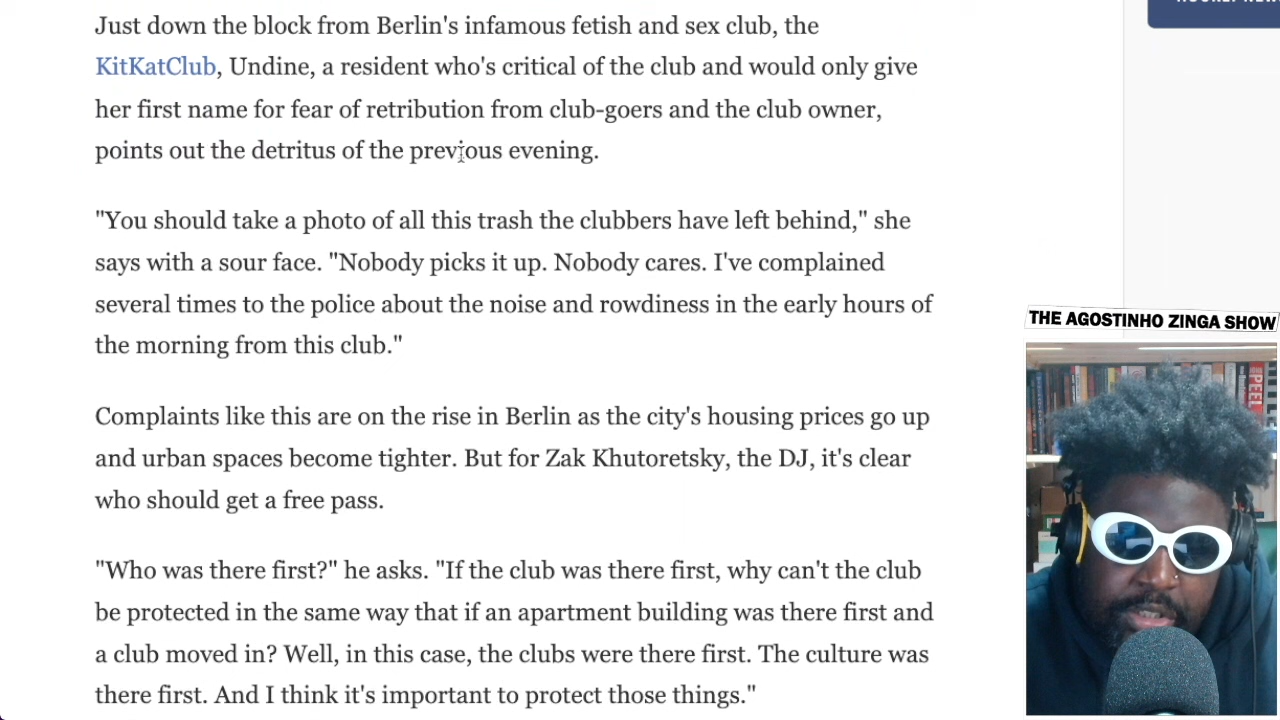 Just down the block from Berlin's infamous fetish and sex club, the
KitKatClub, Undine, a resident who's critical of the club and would only give
her first name for fear of retribution from club-goers and the club owner,
points out the detritus of the previous evening.
"You should take a photo of all this trash the clubbers have left behind," she
says with a sour face. "Nobody picks it up. Nobody cares. I've complained
several times to the police about the noise and rowdiness in the early hours of
the morning from this club."
Complaints like this are on the rise in Berlin as the city's housing prices go up
and urban spaces become tighter. But for Zak Khutoretsky, the DJ, it's clear
who should get a free pass.
"Who was there first?" he asks. "If the club was there first, why can't the club
be protected in the same way that if an apartment building was there first and
a club moved in? Well, in this case, the clubs were there first. The culture was
there first. And I think it's important to protect those things."
THE AGOSTINHO ZINGA SHOW
PEEL